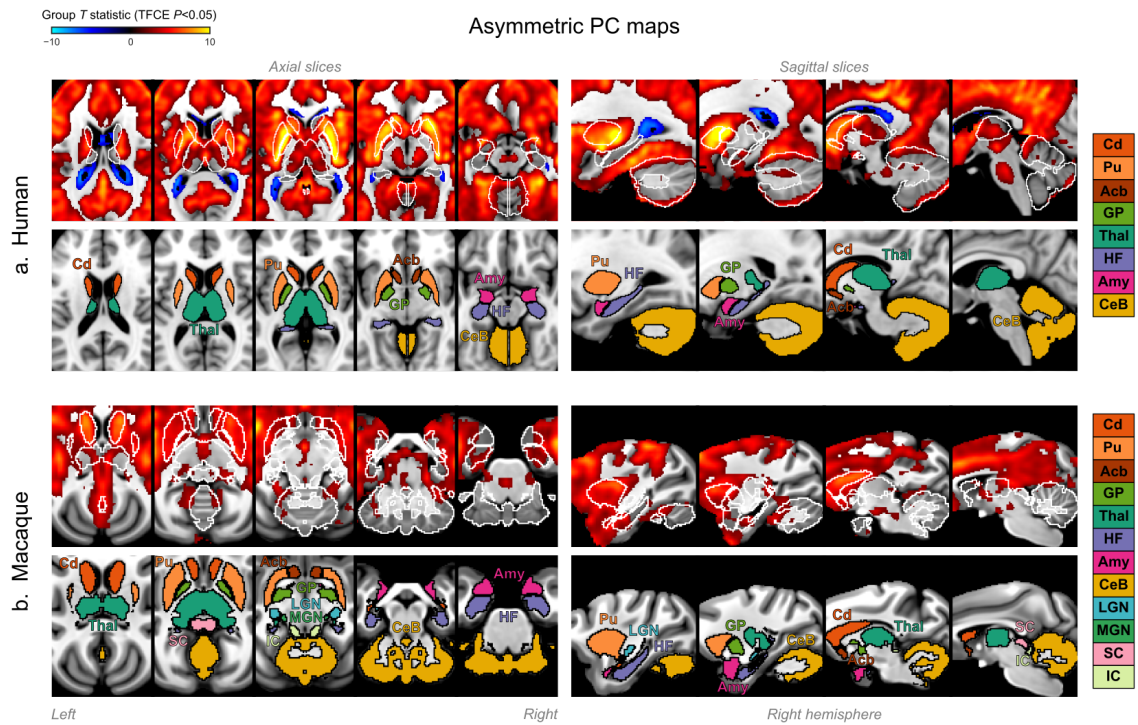 Group T statistic (TFCE P<0.05)
−10 0 10
Asymmetric PC maps
Axial slices
Sagittal slices
a. Human
Cd
Thal
Pu
Acb
GP
Amy
HF
CeB
Pu
HF
GP
Amy
Cd
Thal
Acb
CeB
Cd
Pu
Acb
GP
Thal
HF
Amy
CeB
b. Macaque
Cd
Thal
Pu
SC
Acb
GP
LGN
MGN
IC
CeB
Amy
HF
Pu
LGN
HF
GP
CeB
Amy
Cd
Thal
Acb
SC
IC
Cd
Pu
Acb
GP
Thal
HF
Amy
CeB
LGN
MGN
SC
IC
Left
Right
Right hemisphere